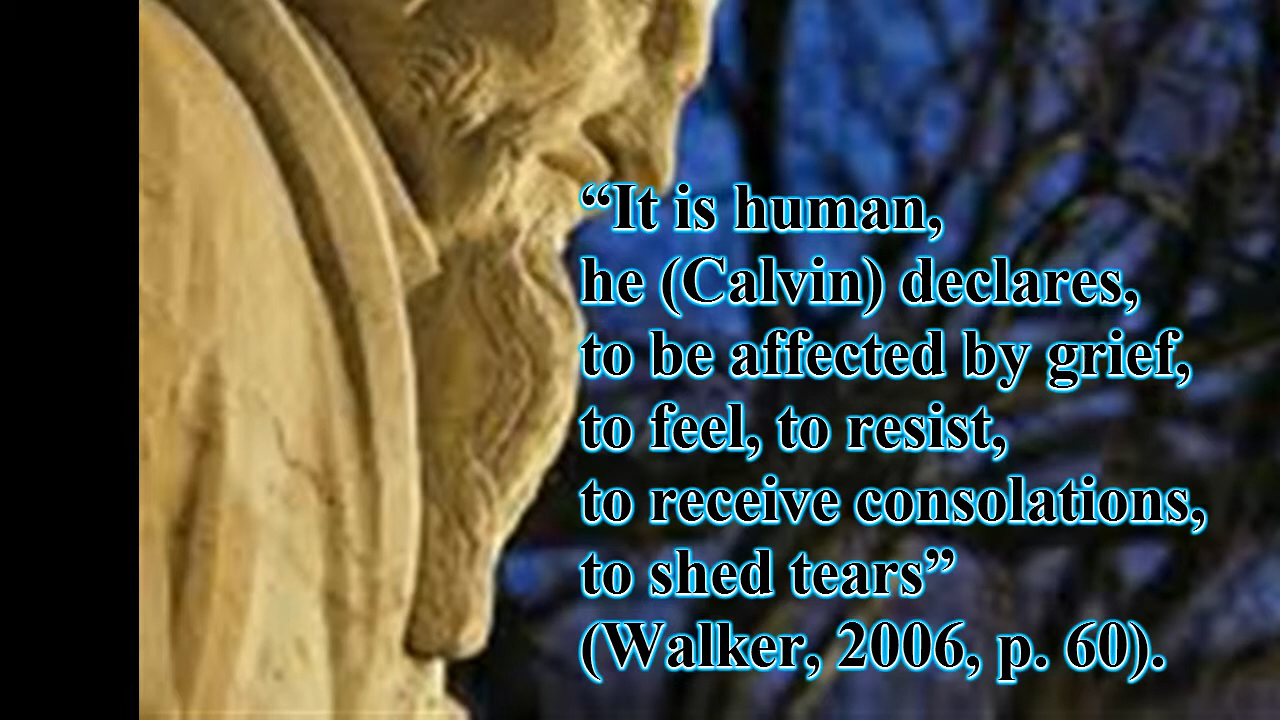 “It is human,
he (Calvin) declares,
to be affected by grief,
to feel, to resist,
to receive consolations,
to shed tears”
(Walker, 2006, p. 60).